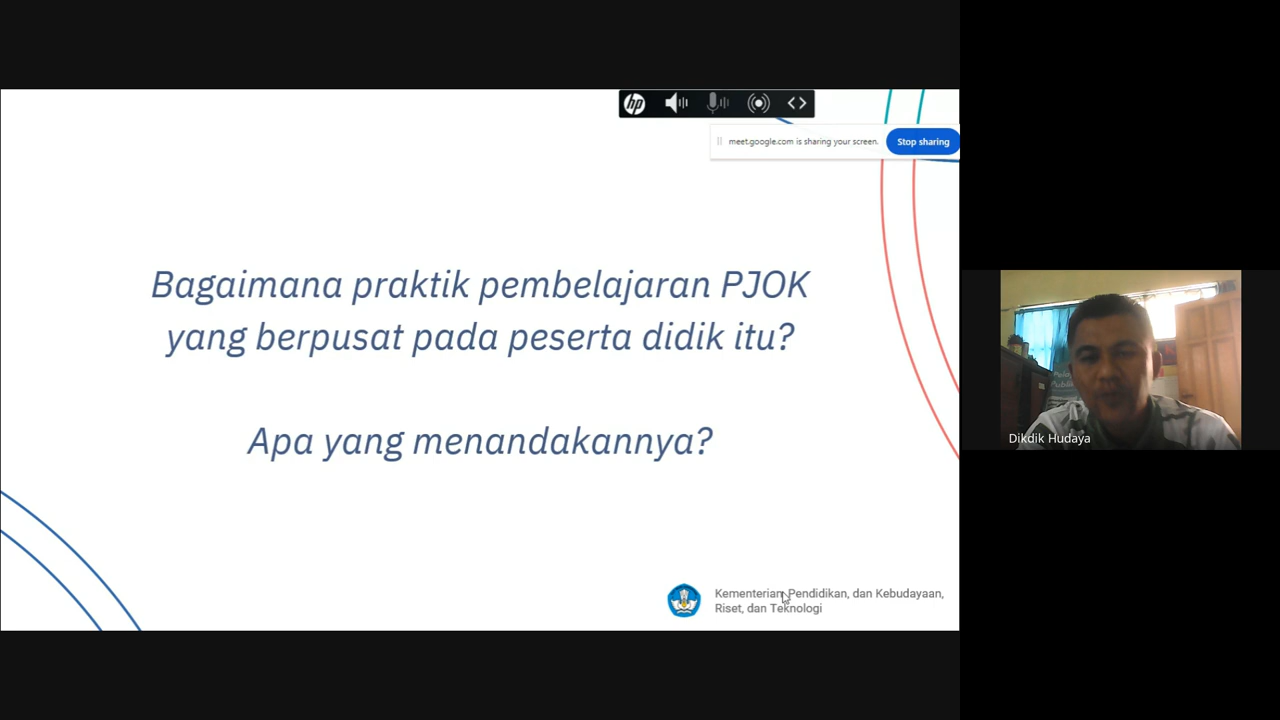 hp
meet.google.com is sharing your screen.
Stop sharing
Bagaimana praktik pembelajaran PJOK
yang berpusat pada peserta didik itu?
Apa yang menandakannya?
Dikdik Hudaya
Kementerian Pendidikan, dan Kebudayaan,
Riset, dan Teknologi